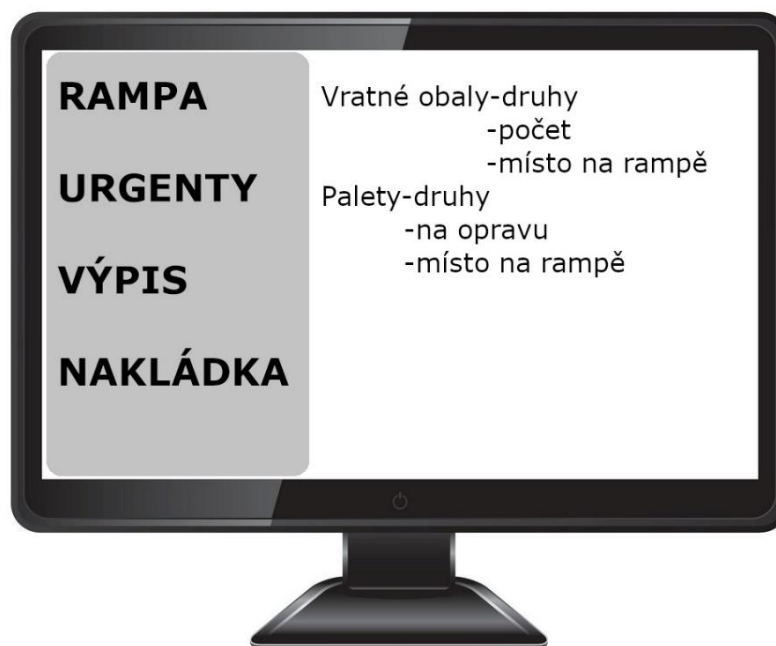 RAMPA
URGENTY
VÝPIS
NAKLÁDKA
Vratné obaly-druhy
-počet
-místo na rampě
Palety-druhy
-na opravu
-místo na rampě